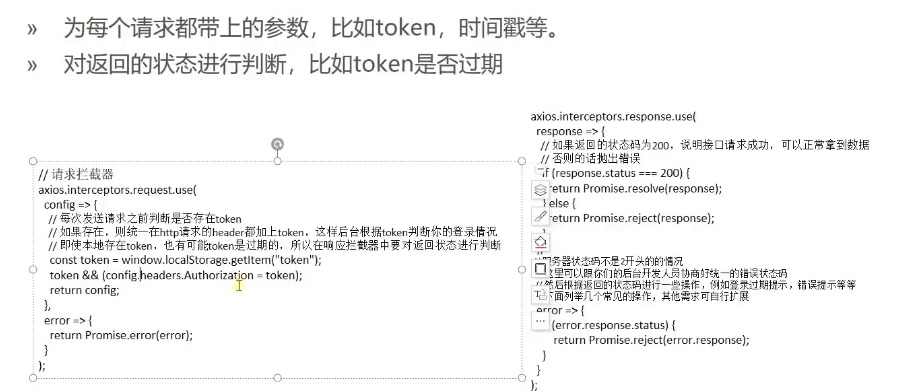 » 为每个请求都带上的参数，比如token，时间戳等。
» 对返回的状态进行判断，比如token是否过期
// 请求拦截器
axios.interceptors.request.use(
config => {
// 每次发送请求之前判断是否存在token
// 如果存在，则统一在http请求的header都加上token，这样后台根据token判断你的登录情况
// 即使本地存在token，也有可能token是过期的，所以在响应拦截器中要对返回状态进行判断
const token = window.localStorage.getItem("token");
token && (config.headers.Authorization = token);
return config;
},
error => {
return Promise.error(error);
}
);
axios.interceptors.response.use(
response => {
// 如果返回的状态码为200，说明接口请求成功，可以正常拿到数据
// 否则的话抛出错误
if (response.status === 200) {
return Promise.resolve(response);
} else {
return Promise.reject(response);
}
服务器状态码不是2开头的的情况
这里可以跟你们的后台开发人员协商好统一的错误状态码
然后根据返回的状态码进行一些操作，例如登录过期提示，错误提示等等
下面列举几个常见的操作，其他需求可自行扩展
error => {
(error.response.status) {
return Promise.reject(error.response);
}
}
);